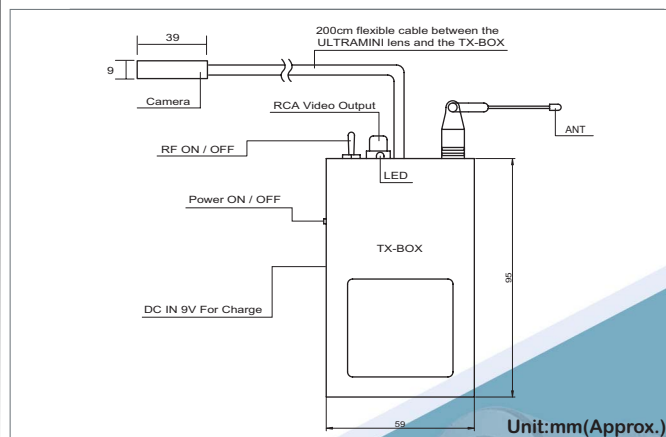 39
200cm flexible cable between the
ULTRAMINI lens and the TX-BOX
9
Camera
RCA Video Output
ANT
RF ON / OFF
LED
Power ON / OFF
TX-BOX
95
DC IN 9V For Charge
59
Unit:mm(Approx.)